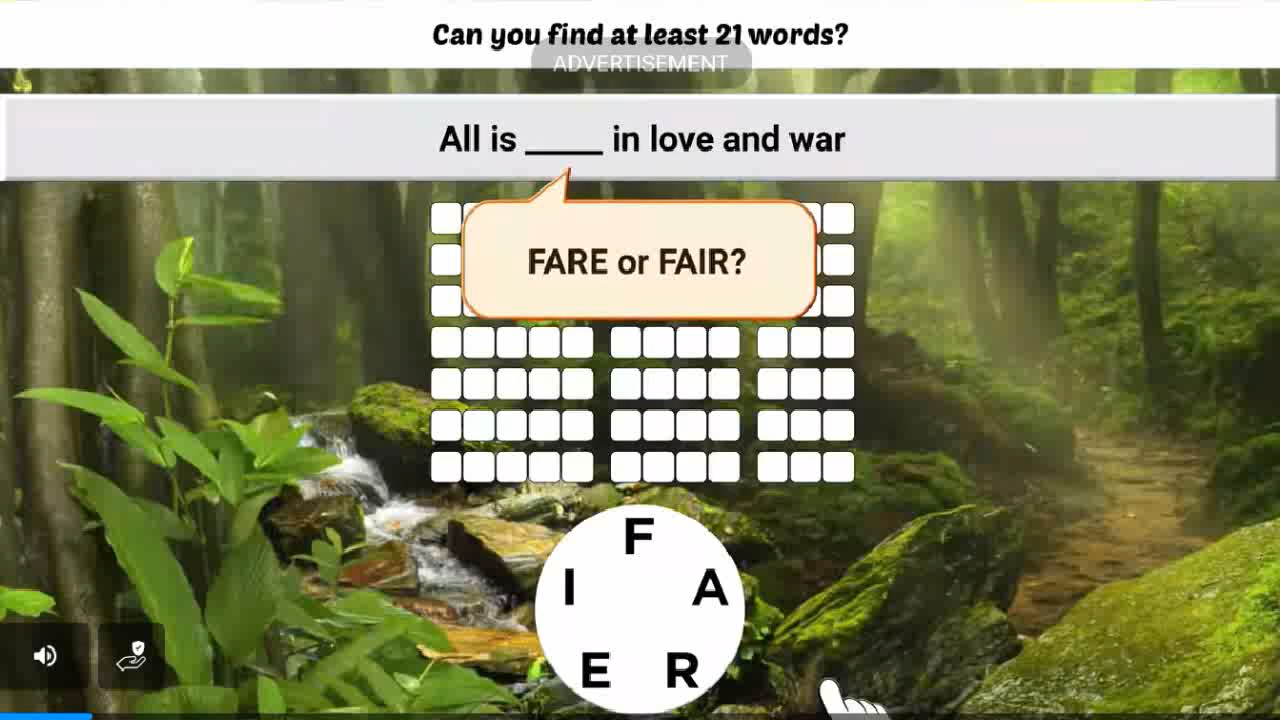 Can you find at least 21 words?
ADVERTISEMENT
All is _____ in love and war
FARE or FAIR?
F
I A
E R